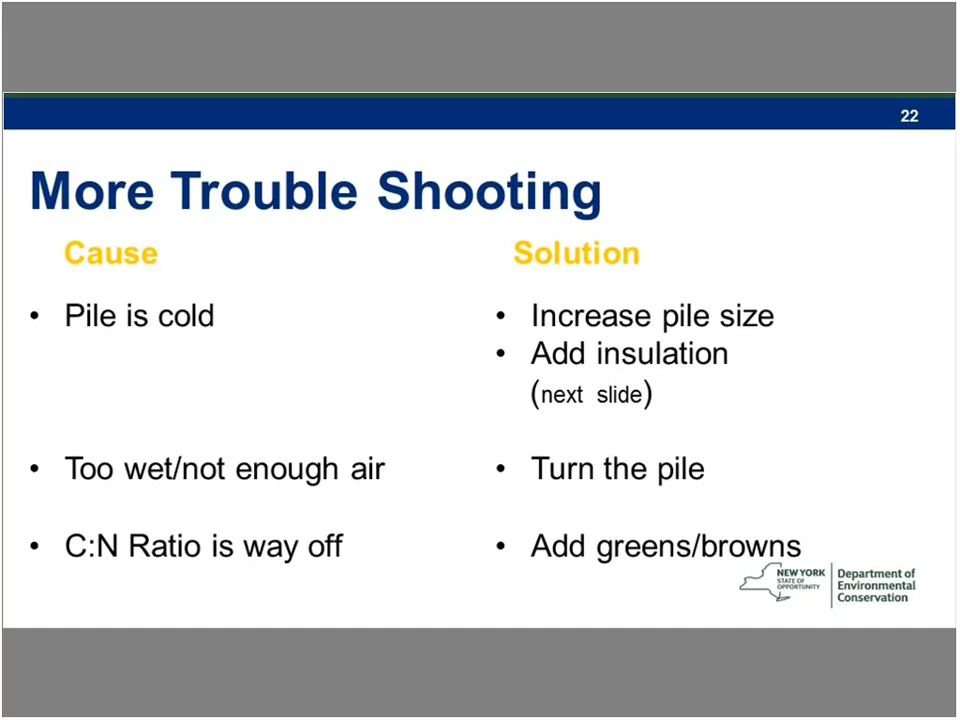 22
More Trouble Shooting
Cause
Solution
• Pile is cold
• Increase pile size
• Add insulation
(next slide)
• Too wet/not enough air
• Turn the pile
• C:N Ratio is way off
• Add greens/browns
NEW YORK
STATE OF
OPPORTUNITY
Department of
Environmental
Conservation